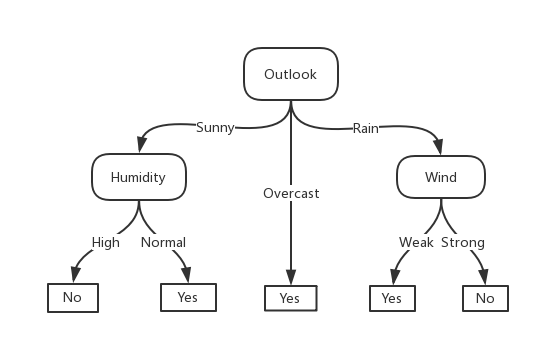 Outlook
Sunny
Rain
Humidity
Wind
Overcast
High
Normal
Weak
Strong
No
Yes
Yes
Yes
No